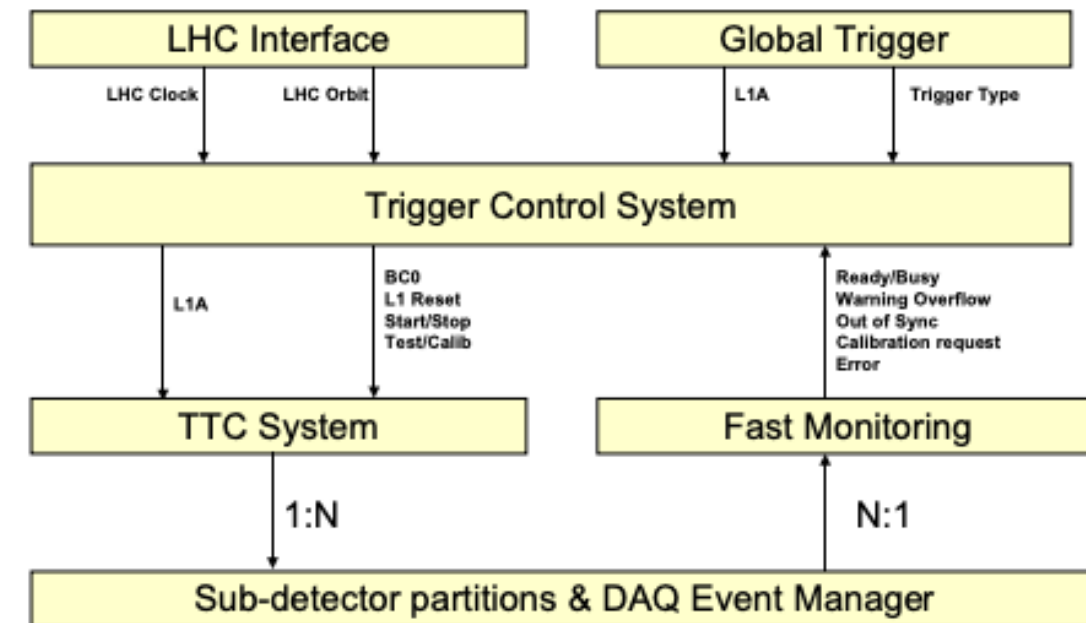 LHC Interface
Global Trigger
LHC Clock
LHC Orbit
L1A
Trigger Type
Trigger Control System
L1A
BC0
L1 Reset
Start/Stop
Test/Calib
Ready/Busy
Warning Overflow
Out of Sync
Calibration request
Error
TTC System
Fast Monitoring
1:N
N:1
Sub-detector partitions & DAQ Event Manager